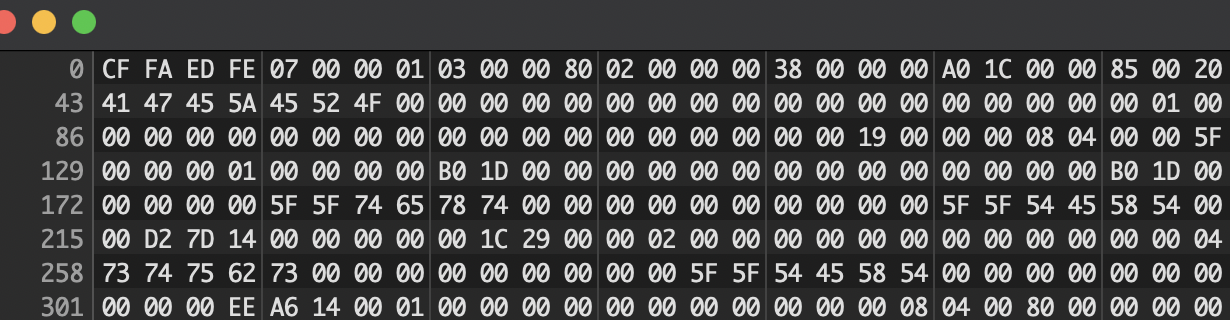 0 CF FA ED FE 07 00 00 01 03 00 00 80 02 00 00 00 38 00 00 00 A0 1C 00 00 85 00 20
43 41 47 45 5A 45 52 4F 00 00 00 00 00 00 00 00 00 00 00 00 00 00 00 00 00 00 01 00
86 00 00 00 00 00 00 00 00 00 00 00 00 00 00 00 00 00 00 19 00 00 00 08 04 00 00 5F
129 00 00 00 01 00 00 00 00 B0 1D 00 00 00 00 00 00 00 00 00 00 00 00 00 00 B0 1D 00
172 00 00 00 00 5F 5F 74 65 78 74 00 00 00 00 00 00 00 00 00 00 5F 5F 54 45 58 54 00
215 00 D2 7D 14 00 00 00 00 00 1C 29 00 00 02 00 00 00 00 00 00 00 00 00 00 00 00 04
258 73 74 75 62 73 00 00 00 00 00 00 00 00 00 5F 5F 54 45 58 54 00 00 00 00 00 00 00
301 00 00 00 EE A6 14 00 01 00 00 00 00 00 00 00 00 00 00 00 08 04 00 80 00 00 00 00